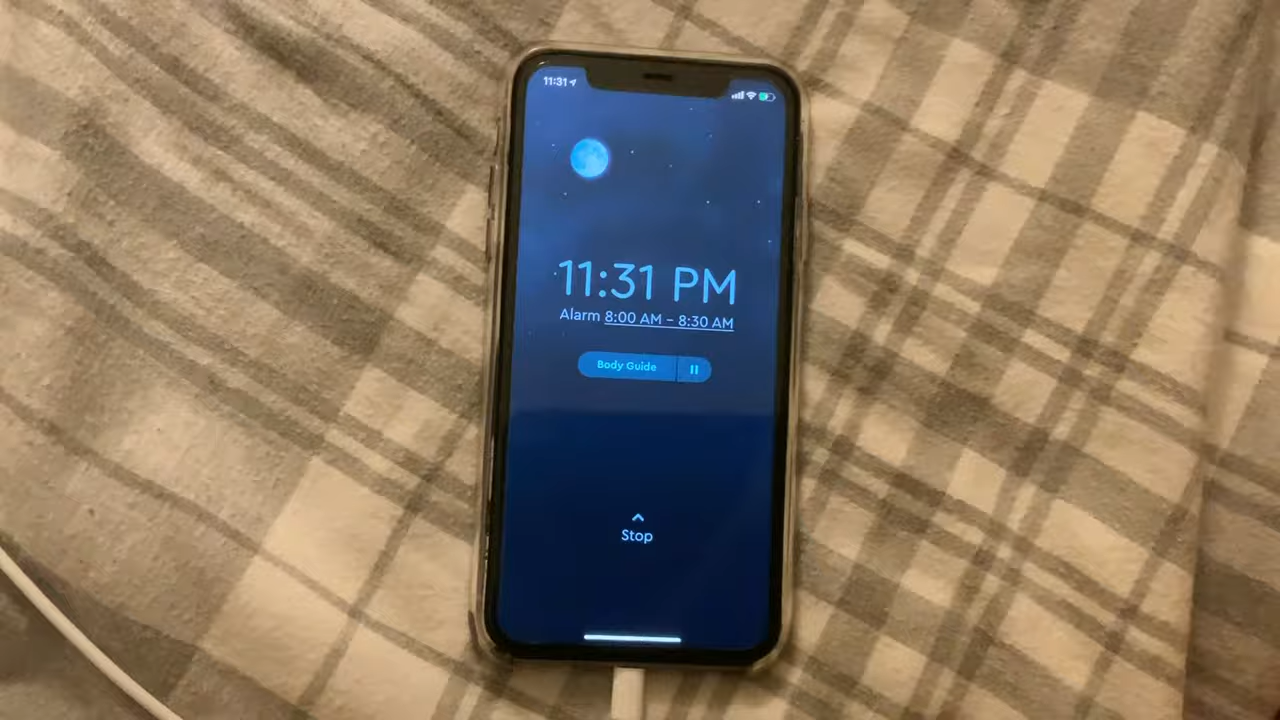 11:31
11:31 PM
Alarm 8:00 AM – 8:30 AM
Body Guide
Stop